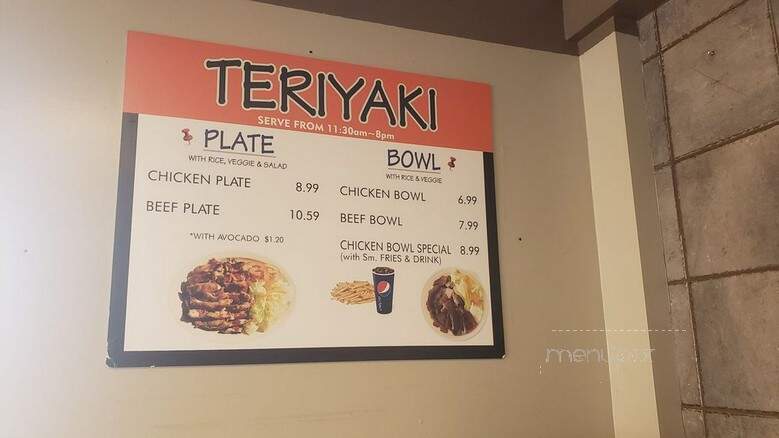 TERIYAKI
SERVE FROM 11:30am~8pm
PLATE
WITH RICE, VEGGIE & SALAD
CHICKEN PLATE 8.99
BEEF PLATE 10.59
*WITH AVOCADO $1.20
BOWL
WITH RICE & VEGGIE
CHICKEN BOWL 6.99
BEEF BOWL 7.99
CHICKEN BOWL SPECIAL 8.99
(with Sm. FRIES & DRINK)